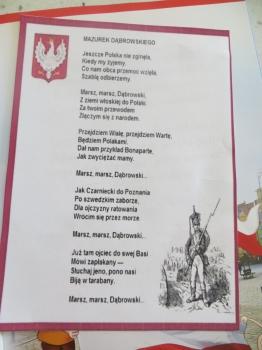 MAZUREK DĄBROWSKIEGO
Jeszcze Polska nie zginęła,
Kiedy my żyjemy.
Co nam obca przemoc wzięła,
Szablą odbierzemy.
Marsz, marsz, Dąbrowski,
Z ziemi włoskiej do Polski.
Za twoim przewodem
Złączym się z narodem.
Przejdziem Wisłę, przejdziem Wartę,
Będziem Polakami.
Dał nam przykład Bonaparte,
Jak zwyciężać mamy.
Marsz, marsz, Dąbrowski...
Jak Czarniecki do Poznania
Po szwedzkim zaborze,
Dla ojczyzny ratowania
Wrócim się przez morze.
Marsz, marsz, Dąbrowski...
Już tam ojciec do swej Basi
Mówi zapłakany —
Słuchaj jeno, pono nasi
Biją w tarabany.
Marsz, marsz, Dąbrowski...